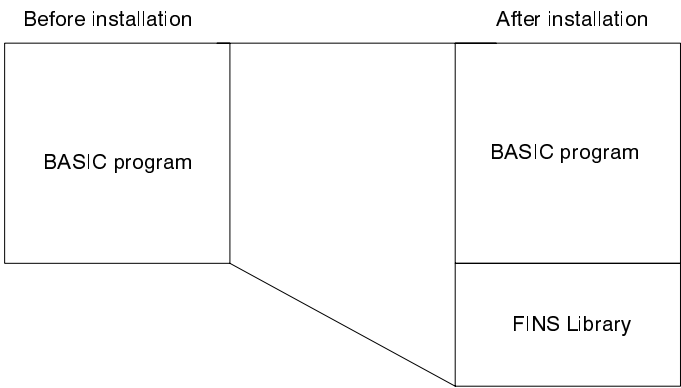 Before installation
After installation
BASIC program
BASIC program
FINS Library